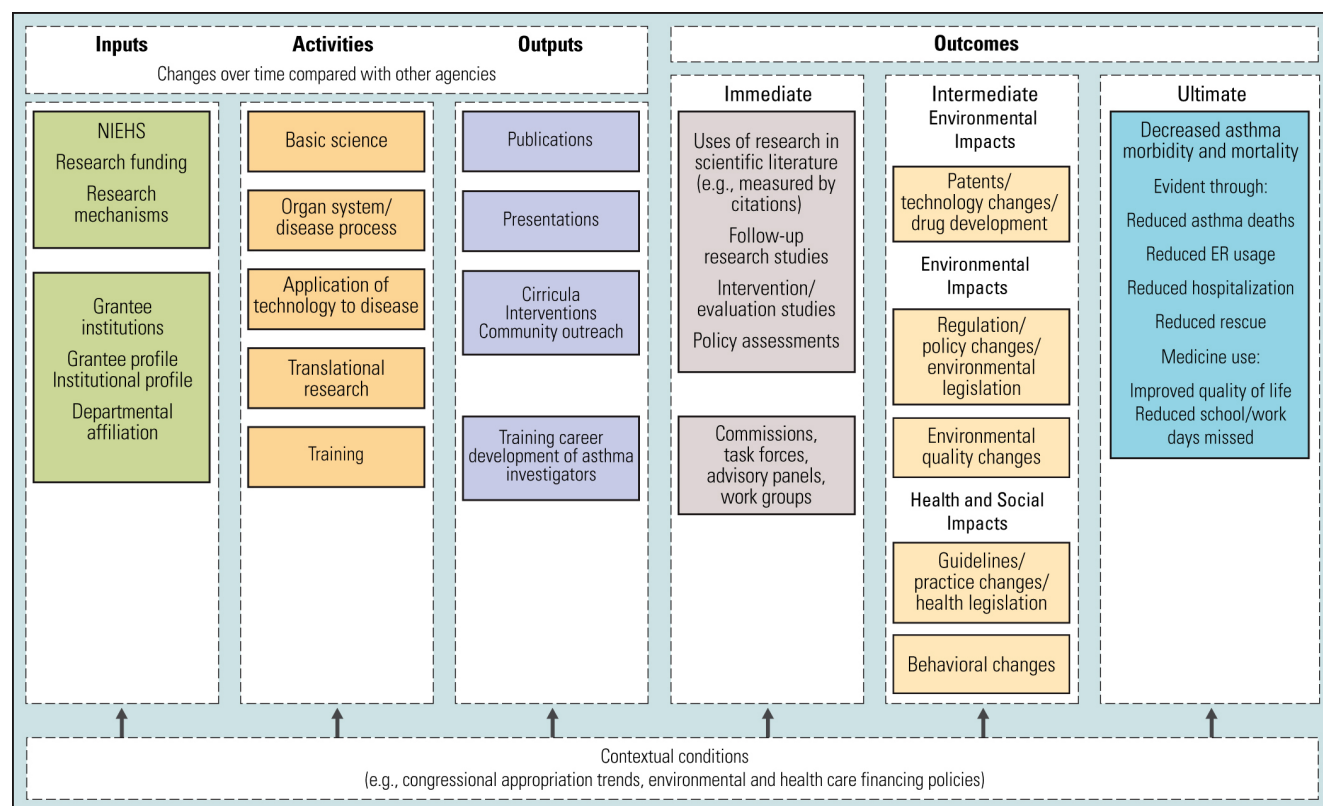 Inputs
Activities
Outputs
Changes over time compared with other agencies
Outcomes
NIEHS
Research funding
Research
mechanisms
Grantee
institutions
Grantee profile
Institutional profile
Departmental
affiliation
Basic science
Organ system/
disease process
Application of
technology to disease
Translational
research
Training
Publications
Presentations
Cirricula
Interventions
Community outreach
Training career
development of asthma
investigators
Immediate
Uses of research in
scientific literature
(e.g., measured by
citations)
Follow-up
research studies
Intervention/
evaluation studies
Policy assessments
Commissions,
task forces,
advisory panels,
work groups
Intermediate
Environmental
Impacts
Patents/
technology changes/
drug development
Environmental
Impacts
Regulation/
policy changes/
environmental
legislation
Environmental
quality changes
Health and Social
Impacts
Guidelines/
practice changes/
health legislation
Behavioral changes
Ultimate
Decreased asthma
morbidity and mortality
Evident through:
Reduced asthma deaths
Reduced ER usage
Reduced hospitalization
Reduced rescue
Medicine use:
Improved quality of life
Reduced school/work
days missed
Contextual conditions
(e.g., congressional appropriation trends, environmental and health care financing policies)